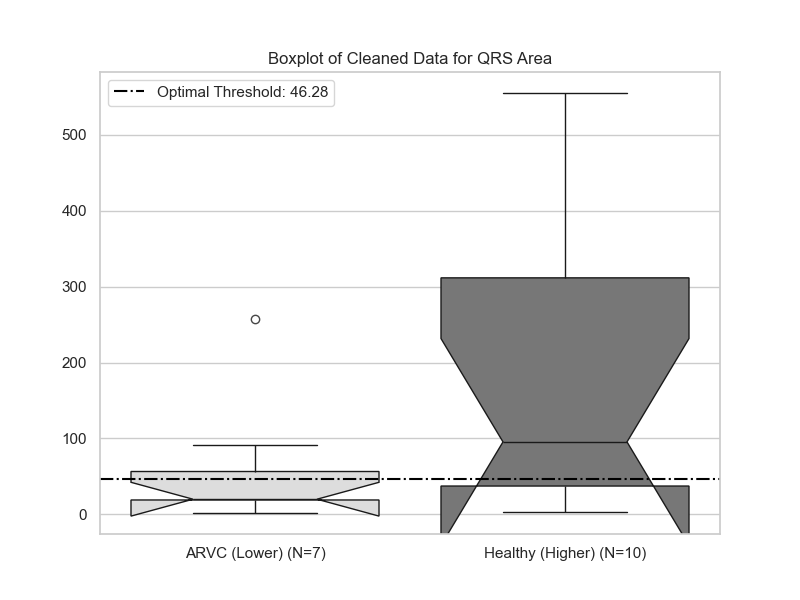 Boxplot of Cleaned Data for QRS Area
Optimal Threshold: 46.28
500
400
300
200
100
0
ARVC (Lower) (N=7)
Healthy (Higher) (N=10)